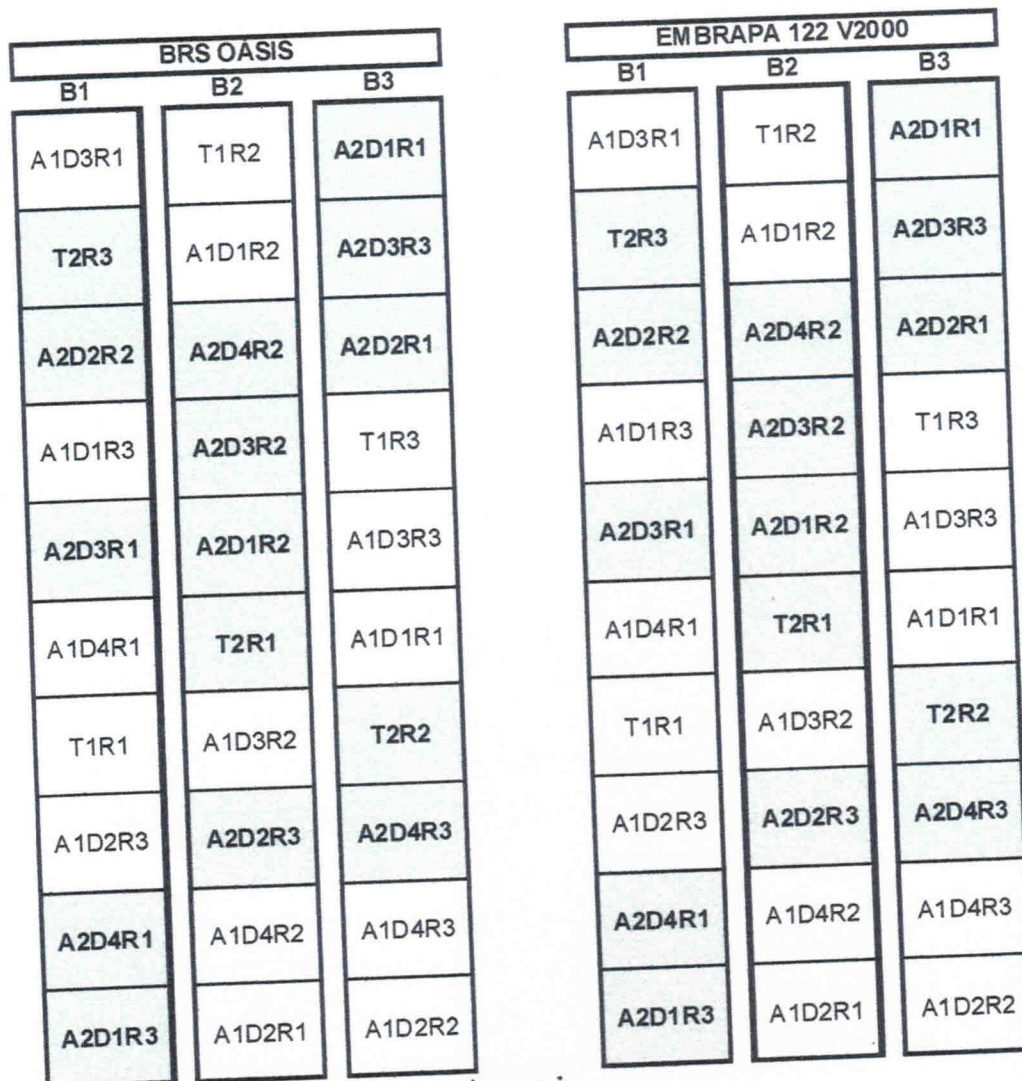 BRS OÁSIS
B1 B2 B3
A1D3R1 T1R2 A2D1R1
T2R3 A1D1R2 A2D3R3
A2D2R2 A2D4R2 A2D2R1
A1D1R3 A2D3R2 T1R3
A2D3R1 A2D1R2 A1D3R3
A1D4R1 T2R1 A1D1R1
T1R1 A1D3R2 T2R2
A1D2R3 A2D2R3 A2D4R3
A2D4R1 A1D4R2 A1D4R3
A2D1R3 A1D2R1 A1D2R2
EMBRAPA 122 V2000
B1 B2 B3
A1D3R1 T1R2 A2D1R1
T2R3 A1D1R2 A2D3R3
A2D2R2 A2D4R2 A2D2R1
A1D1R3 A2D3R2 T1R3
A2D3R1 A2D1R2 A1D3R3
A1D4R1 T2R1 A1D1R1
T1R1 A1D3R2 T2R2
A1D2R3 A2D2R3 A2D4R3
A2D4R1 A1D4R2 A1D4R3
A2D1R3 A1D2R1 A1D2R2